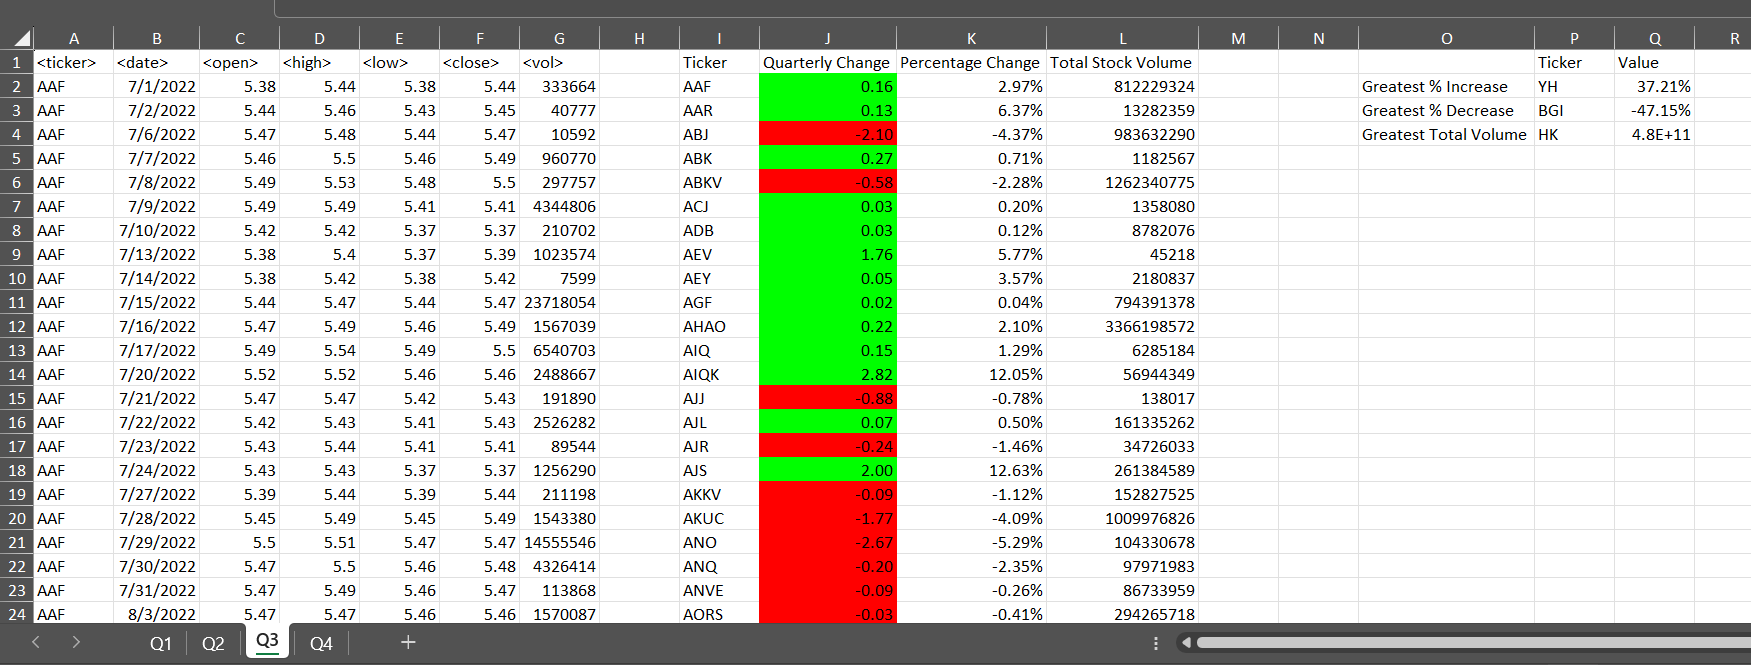 A B C D E F G H I J K L M N O P Q R
1 <ticker> <date> <open> <high> <low> <close> <vol> Ticker Quarterly Change Percentage Change Total Stock Volume Ticker Value
2 AAF 7/1/2022 5.38 5.44 5.38 5.44 333664 AAF 0.16 2.97% 812229324 Greatest % Increase YH 37.21%
3 AAF 7/2/2022 5.44 5.46 5.43 5.45 40777 AAR 0.13 6.37% 13282359 Greatest % Decrease BGI -47.15%
4 AAF 7/6/2022 5.47 5.48 5.44 5.47 10592 ABJ -2.10 -4.37% 983632290 Greatest Total Volume HK 4.8E+11
5 AAF 7/7/2022 5.46 5.5 5.46 5.49 960770 ABK 0.27 0.71% 1182567
6 AAF 7/8/2022 5.49 5.53 5.48 5.5 297757 ABKV -0.58 -2.28% 1262340775
7 AAF 7/9/2022 5.49 5.49 5.41 5.41 4344806 ACJ 0.03 0.20% 1358080
8 AAF 7/10/2022 5.42 5.42 5.37 5.37 210702 ADB 0.03 0.12% 8782076
9 AAF 7/13/2022 5.38 5.4 5.37 5.39 1023574 AEV 1.76 5.77% 45218
10 AAF 7/14/2022 5.38 5.42 5.38 5.42 7599 AEY 0.05 3.57% 2180837
11 AAF 7/15/2022 5.44 5.47 5.44 5.47 23718054 AGF 0.02 0.04% 794391378
12 AAF 7/16/2022 5.47 5.49 5.46 5.49 1567039 AHAO 0.22 2.10% 3366198572
13 AAF 7/17/2022 5.49 5.54 5.49 5.5 6540703 AIQ 0.15 1.29% 6285184
14 AAF 7/20/2022 5.52 5.52 5.46 5.46 2488667 AIQK 2.82 12.05% 56944349
15 AAF 7/21/2022 5.47 5.47 5.42 5.43 191890 AJJ -0.88 -0.78% 138017
16 AAF 7/22/2022 5.42 5.43 5.41 5.43 2526282 AJL 0.07 0.50% 161335262
17 AAF 7/23/2022 5.43 5.44 5.41 5.41 89544 AJR -0.24 -1.46% 34726033
18 AAF 7/24/2022 5.43 5.43 5.37 5.37 1256290 AJS 2.00 12.63% 261384589
19 AAF 7/27/2022 5.39 5.44 5.39 5.44 211198 AKKV -0.09 -1.12% 152827525
20 AAF 7/28/2022 5.45 5.49 5.45 5.49 1543380 AKUC -1.77 -4.09% 1009976826
21 AAF 7/29/2022 5.5 5.51 5.47 5.47 14555546 ANO -2.67 -5.29% 104330678
22 AAF 7/30/2022 5.47 5.5 5.46 5.48 4326414 ANQ -0.20 -2.35% 97971983
23 AAF 7/31/2022 5.47 5.49 5.46 5.47 113868 ANVE -0.09 -0.26% 86733959
24 AAF 8/3/2022 5.47 5.47 5.46 5.46 1570087 AORS -0.03 -0.41% 294265718
Q1 Q2 Q3 Q4